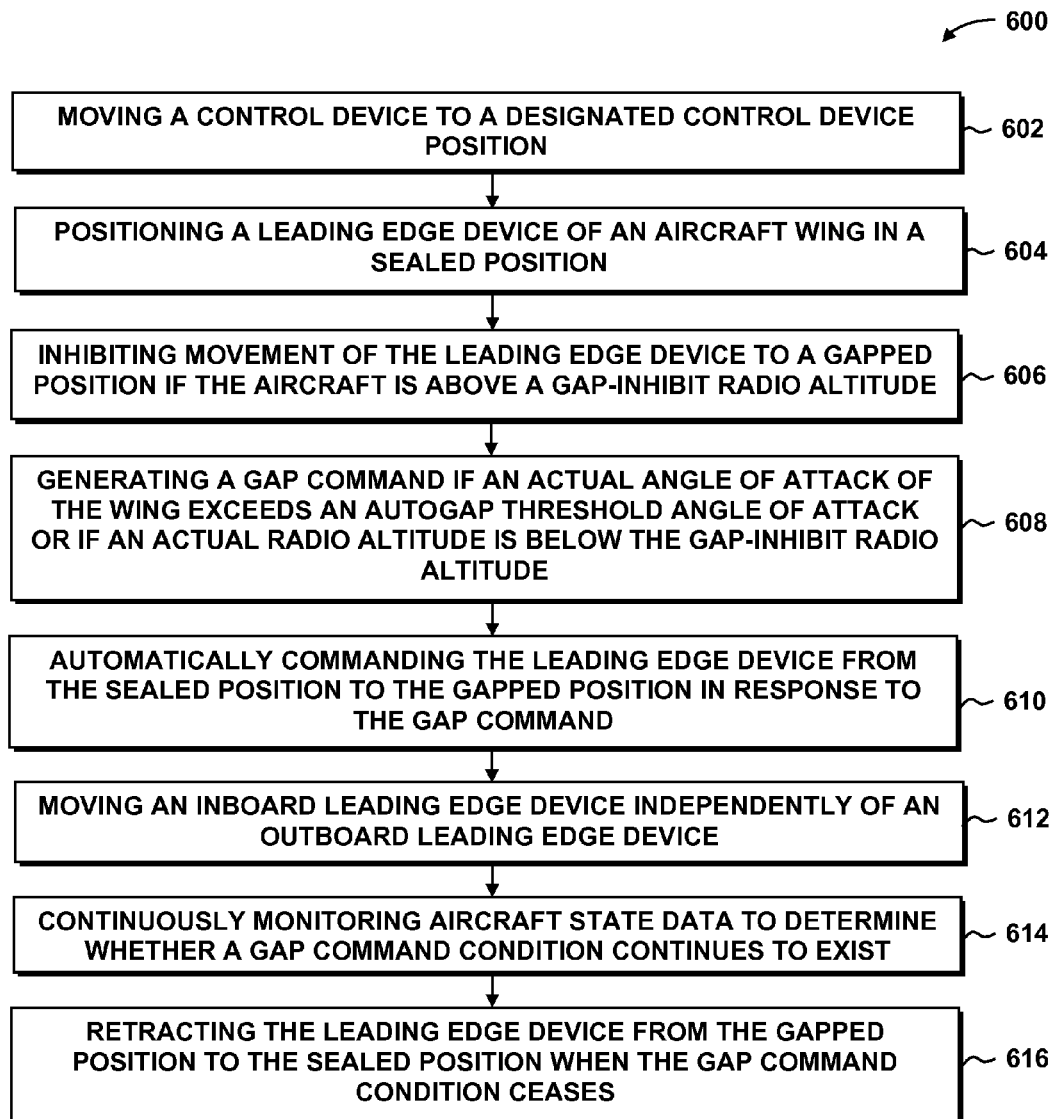 600
MOVING A CONTROL DEVICE TO A DESIGNATED CONTROL DEVICE
POSITION
602
POSITIONING A LEADING EDGE DEVICE OF AN AIRCRAFT WING IN A
SEALED POSITION
604
INHIBITING MOVEMENT OF THE LEADING EDGE DEVICE TO A GAPPED
POSITION IF THE AIRCRAFT IS ABOVE A GAP-INHIBIT RADIO ALTITUDE
606
GENERATING A GAP COMMAND IF AN ACTUAL ANGLE OF ATTACK OF
THE WING EXCEEDS AN AUTOGAP THRESHOLD ANGLE OF ATTACK
OR IF AN ACTUAL RADIO ALTITUDE IS BELOW THE GAP-INHIBIT RADIO
ALTITUDE
608
AUTOMATICALLY COMMANDING THE LEADING EDGE DEVICE FROM
THE SEALED POSITION TO THE GAPPED POSITION IN RESPONSE TO
THE GAP COMMAND
610
MOVING AN INBOARD LEADING EDGE DEVICE INDEPENDENTLY OF AN
OUTBOARD LEADING EDGE DEVICE
612
CONTINUOUSLY MONITORING AIRCRAFT STATE DATA TO DETERMINE
WHETHER A GAP COMMAND CONDITION CONTINUES TO EXIST
614
RETRACTING THE LEADING EDGE DEVICE FROM THE GAPPED
POSITION TO THE SEALED POSITION WHEN THE GAP COMMAND
CONDITION CEASES
616